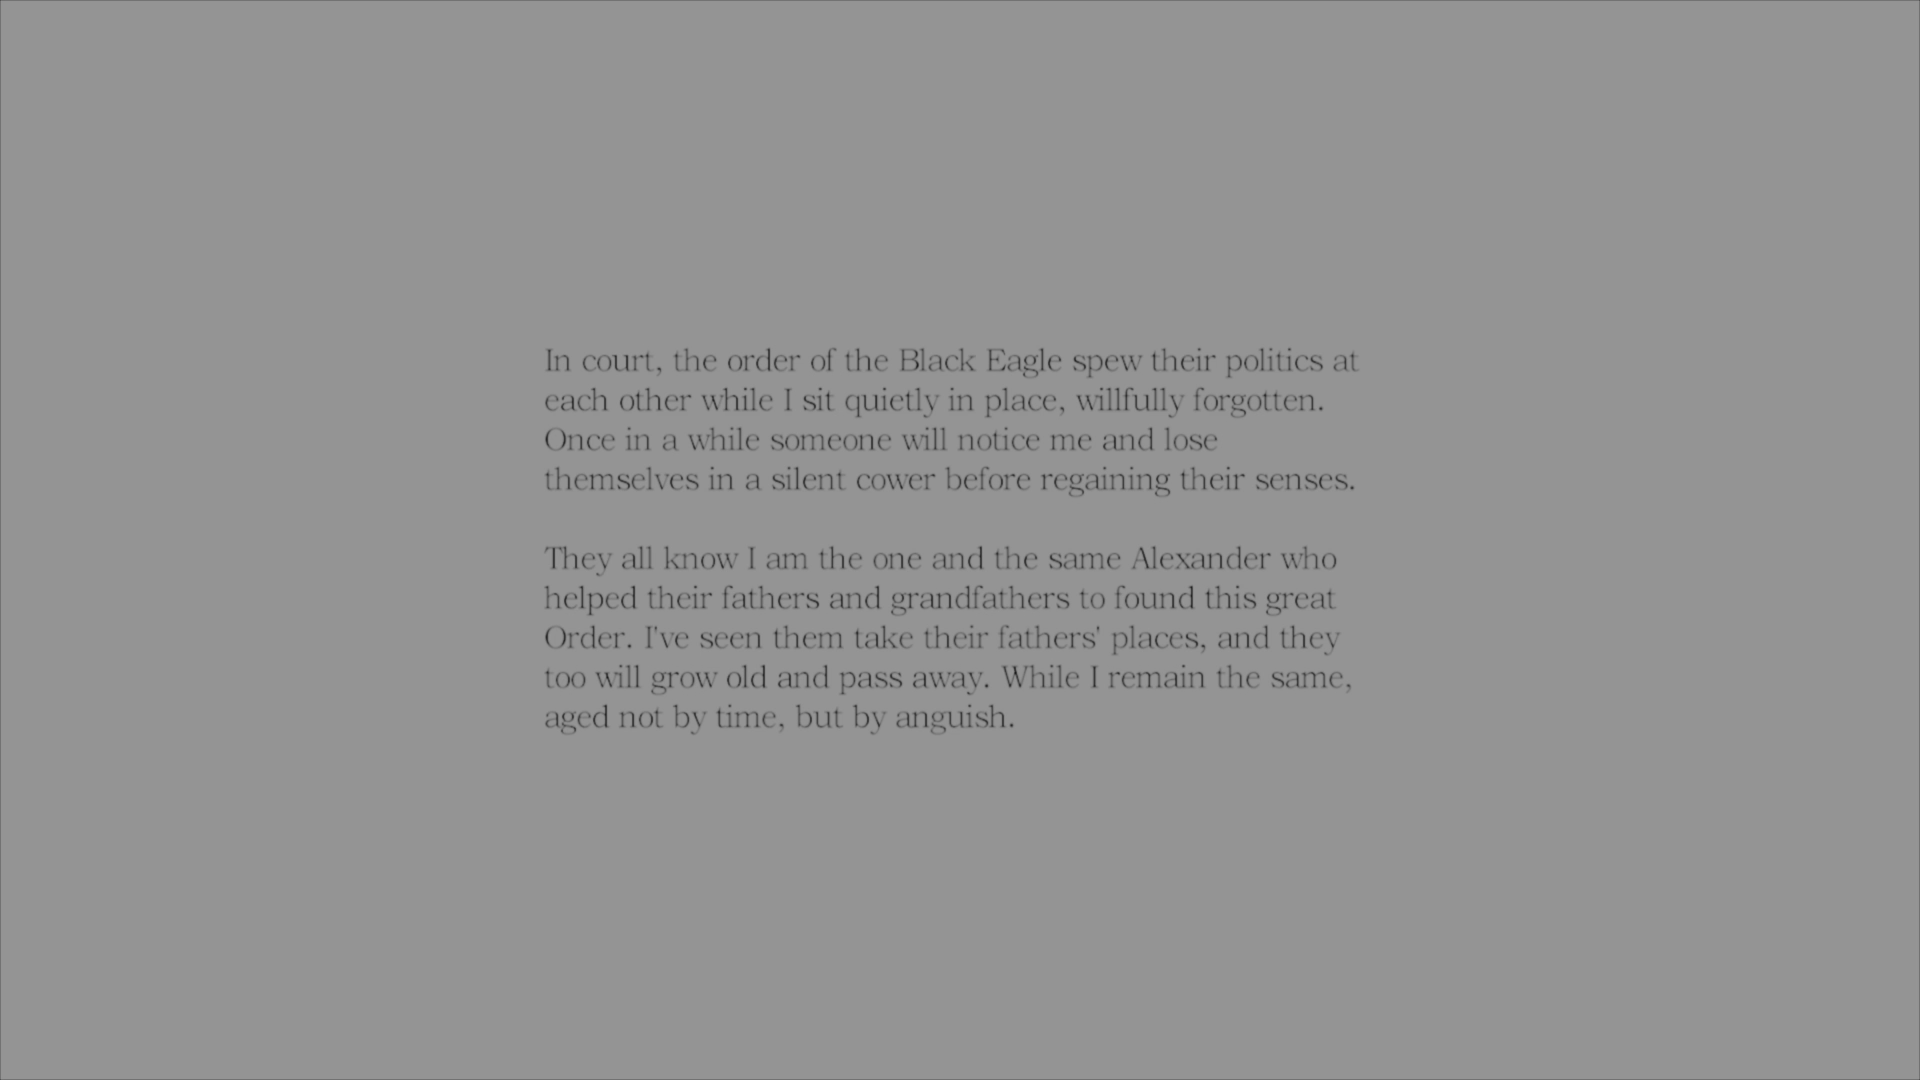 In court, the order of the Black Eagle spew their politics at
each other while I sit quietly in place, willfully forgotten.
Once in a while someone will notice me and lose
themselves in a silent cower before regaining their senses.

They all know I am the one and the same Alexander who
helped their fathers and grandfathers to found this great
Order. I've seen them take their fathers' places, and they
too will grow old and pass away. While I remain the same,
aged not by time, but by anguish.